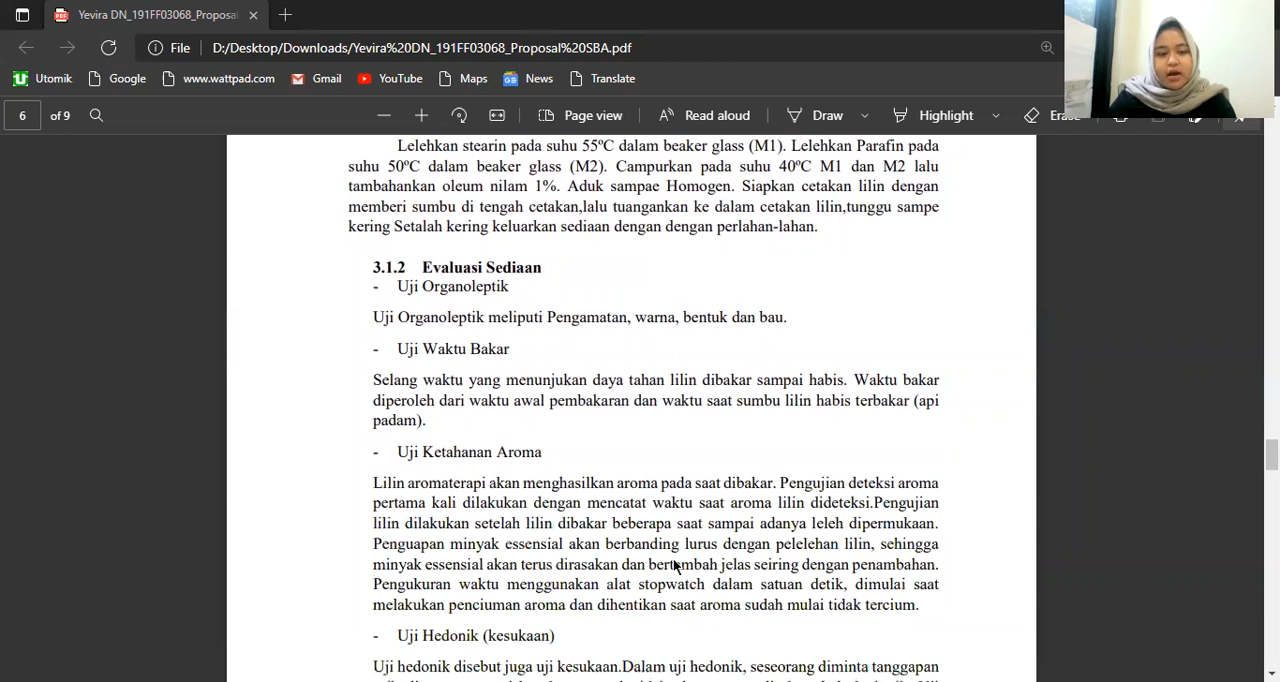 Yevira DN_191FF03068_Proposal
File
D:/Desktop/Downloads/Yevira%20DN_191FF03068_Proposal%20SBA.pdf
Utomik
Google
www.wattpad.com
Gmail
YouTube
Maps
News
Translate
6 of 9
Page view
Read aloud
Draw
Highlight
Erase
Lelehkan stearin pada suhu 55ºC dalam beaker glass (M1). Lelehkan Parafin pada
suhu 50ºC dalam beaker glass (M2). Campurkan pada suhu 40ºC M1 dan M2 lalu
tambahankan oleum nilam 1%. Aduk sampae Homogen. Siapkan cetakan lilin dengan
memberi sumbu di tengah cetakan,lalu tuangankan ke dalam cetakan lilin,tunggu sampe
kering Setalah kering keluarkan sediaan dengan dengan perlahan-lahan.
3.1.2 Evaluasi Sediaan
- Uji Organoleptik
Uji Organoleptik meliputi Pengamatan, warna, bentuk dan bau.
- Uji Waktu Bakar
Selang waktu yang menunjukan daya tahan lilin dibakar sampai habis. Waktu bakar
diperoleh dari waktu awal pembakaran dan waktu saat sumbu lilin habis terbakar (api
padam).
- Uji Ketahanan Aroma
Lilin aromaterapi akan menghasilkan aroma pada saat dibakar. Pengujian deteksi aroma
pertama kali dilakukan dengan mencatat waktu saat aroma lilin dideteksi.Pengujian
lilin dilakukan setelah lilin dibakar beberapa saat sampai adanya leleh dipermukaan.
Penguapan minyak essensial akan berbanding lurus dengan pelelehan lilin, sehingga
minyak essensial akan terus dirasakan dan bertambah jelas seiring dengan penambahan.
Pengukuran waktu menggunakan alat stopwatch dalam satuan detik, dimulai saat
melakukan penciuman aroma dan dihentikan saat aroma sudah mulai tidak tercium.
- Uji Hedonik (kesukaan)
Uji hedonik disebut juga uji kesukaan.Dalam uji hedonik, seseorang diminta tanggapan